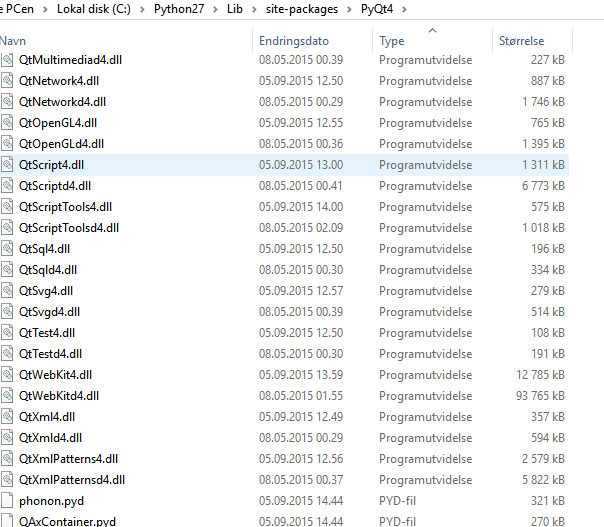 e PCen > Lokal disk (C:) > Python27 > Lib > site-packages > PyQt4 >
Navn Endringsdato Type Størrelse
QtMultimediad4.dll 08.05.2015 00.39 Programutvidelse 227 kB
QtNetwork4.dll 05.09.2015 12.50 Programutvidelse 887 kB
QtNetworkd4.dll 08.05.2015 00.29 Programutvidelse 1 746 kB
QtOpenGL4.dll 05.09.2015 12.55 Programutvidelse 765 kB
QtOpenGLd4.dll 08.05.2015 00.36 Programutvidelse 1 395 kB
QtScript4.dll 05.09.2015 13.00 Programutvidelse 1 311 kB
QtScriptd4.dll 08.05.2015 00.41 Programutvidelse 6 773 kB
QtScriptTools4.dll 05.09.2015 14.00 Programutvidelse 575 kB
QtScriptToolsd4.dll 08.05.2015 02.09 Programutvidelse 1 018 kB
QtSql4.dll 05.09.2015 12.50 Programutvidelse 196 kB
QtSqld4.dll 08.05.2015 00.30 Programutvidelse 334 kB
QtSvg4.dll 05.09.2015 12.57 Programutvidelse 279 kB
QtSvgd4.dll 08.05.2015 00.39 Programutvidelse 514 kB
QtTest4.dll 05.09.2015 12.50 Programutvidelse 108 kB
QtTestd4.dll 08.05.2015 00.30 Programutvidelse 191 kB
QtWebKit4.dll 05.09.2015 13.59 Programutvidelse 12 785 kB
QtWebKitd4.dll 08.05.2015 01.55 Programutvidelse 93 765 kB
QtXml4.dll 05.09.2015 12.49 Programutvidelse 357 kB
QtXmld4.dll 08.05.2015 00.29 Programutvidelse 594 kB
QtXmlPatterns4.dll 05.09.2015 12.56 Programutvidelse 2 579 kB
QtXmlPatternsd4.dll 08.05.2015 00.37 Programutvidelse 5 822 kB
phonon.pyd 05.09.2015 14.44 PYD-fil 321 kB
QAxContainer.pyd 05.09.2015 14.44 PYD-fil 270 kB